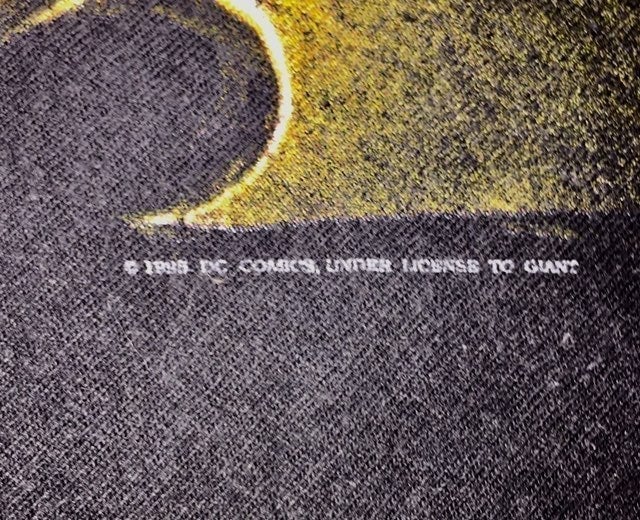 © 1995 DC COMICS, UNDER LICENSE TO GIANT